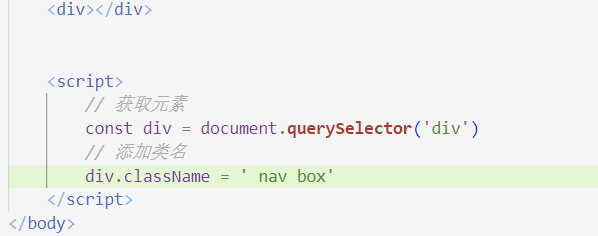 <div></div>
<script>
// 获取元素
const div = document.querySelector('div')
// 添加类名
div.className = ' nav box'
</script>
</body>